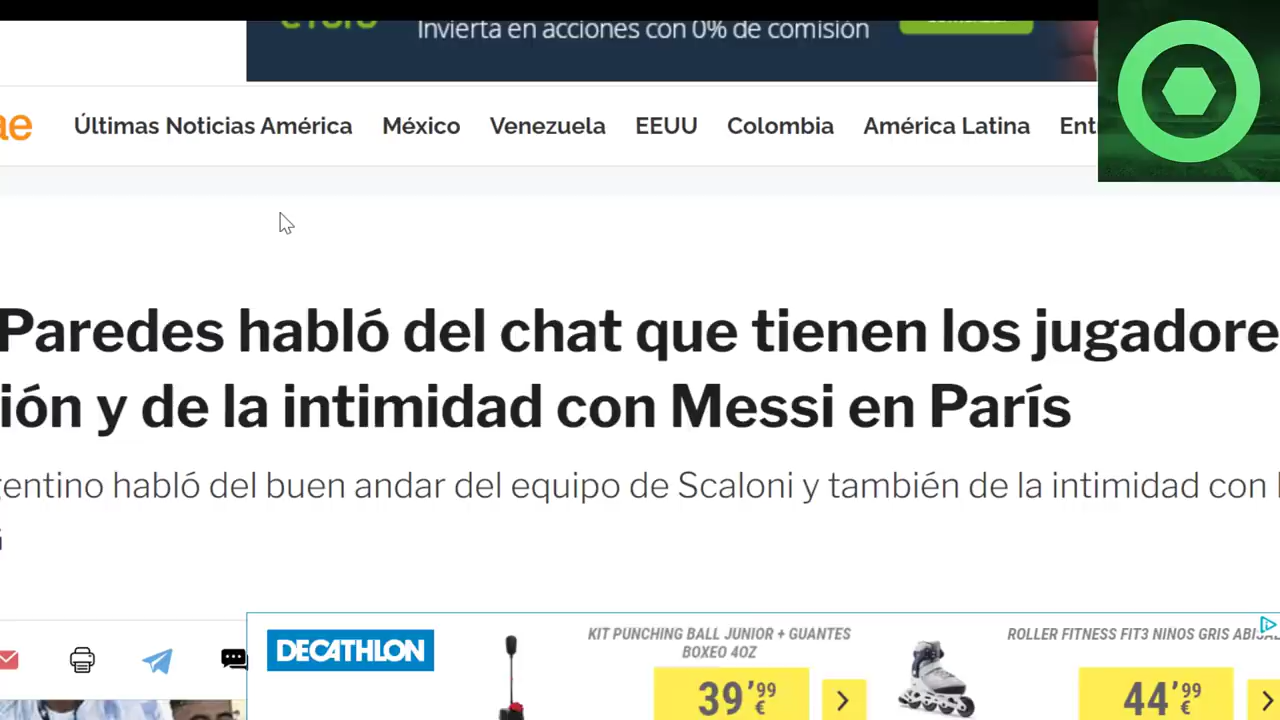 Invierta en acciones con 0% de comisión
ae Últimas Noticias América México Venezuela EEUU Colombia América Latina Ent
Paredes habló del chat que tienen los jugadore
ión y de la intimidad con Messi en París
gentino habló del buen andar del equipo de Scaloni y también de la intimidad con
DECATHLON
KIT PUNCHING BALL JUNIOR + GUANTES
BOXEO 4OZ
39'99 €
ROLLER FITNESS FIT3 NINOS GRIS
44'99 €